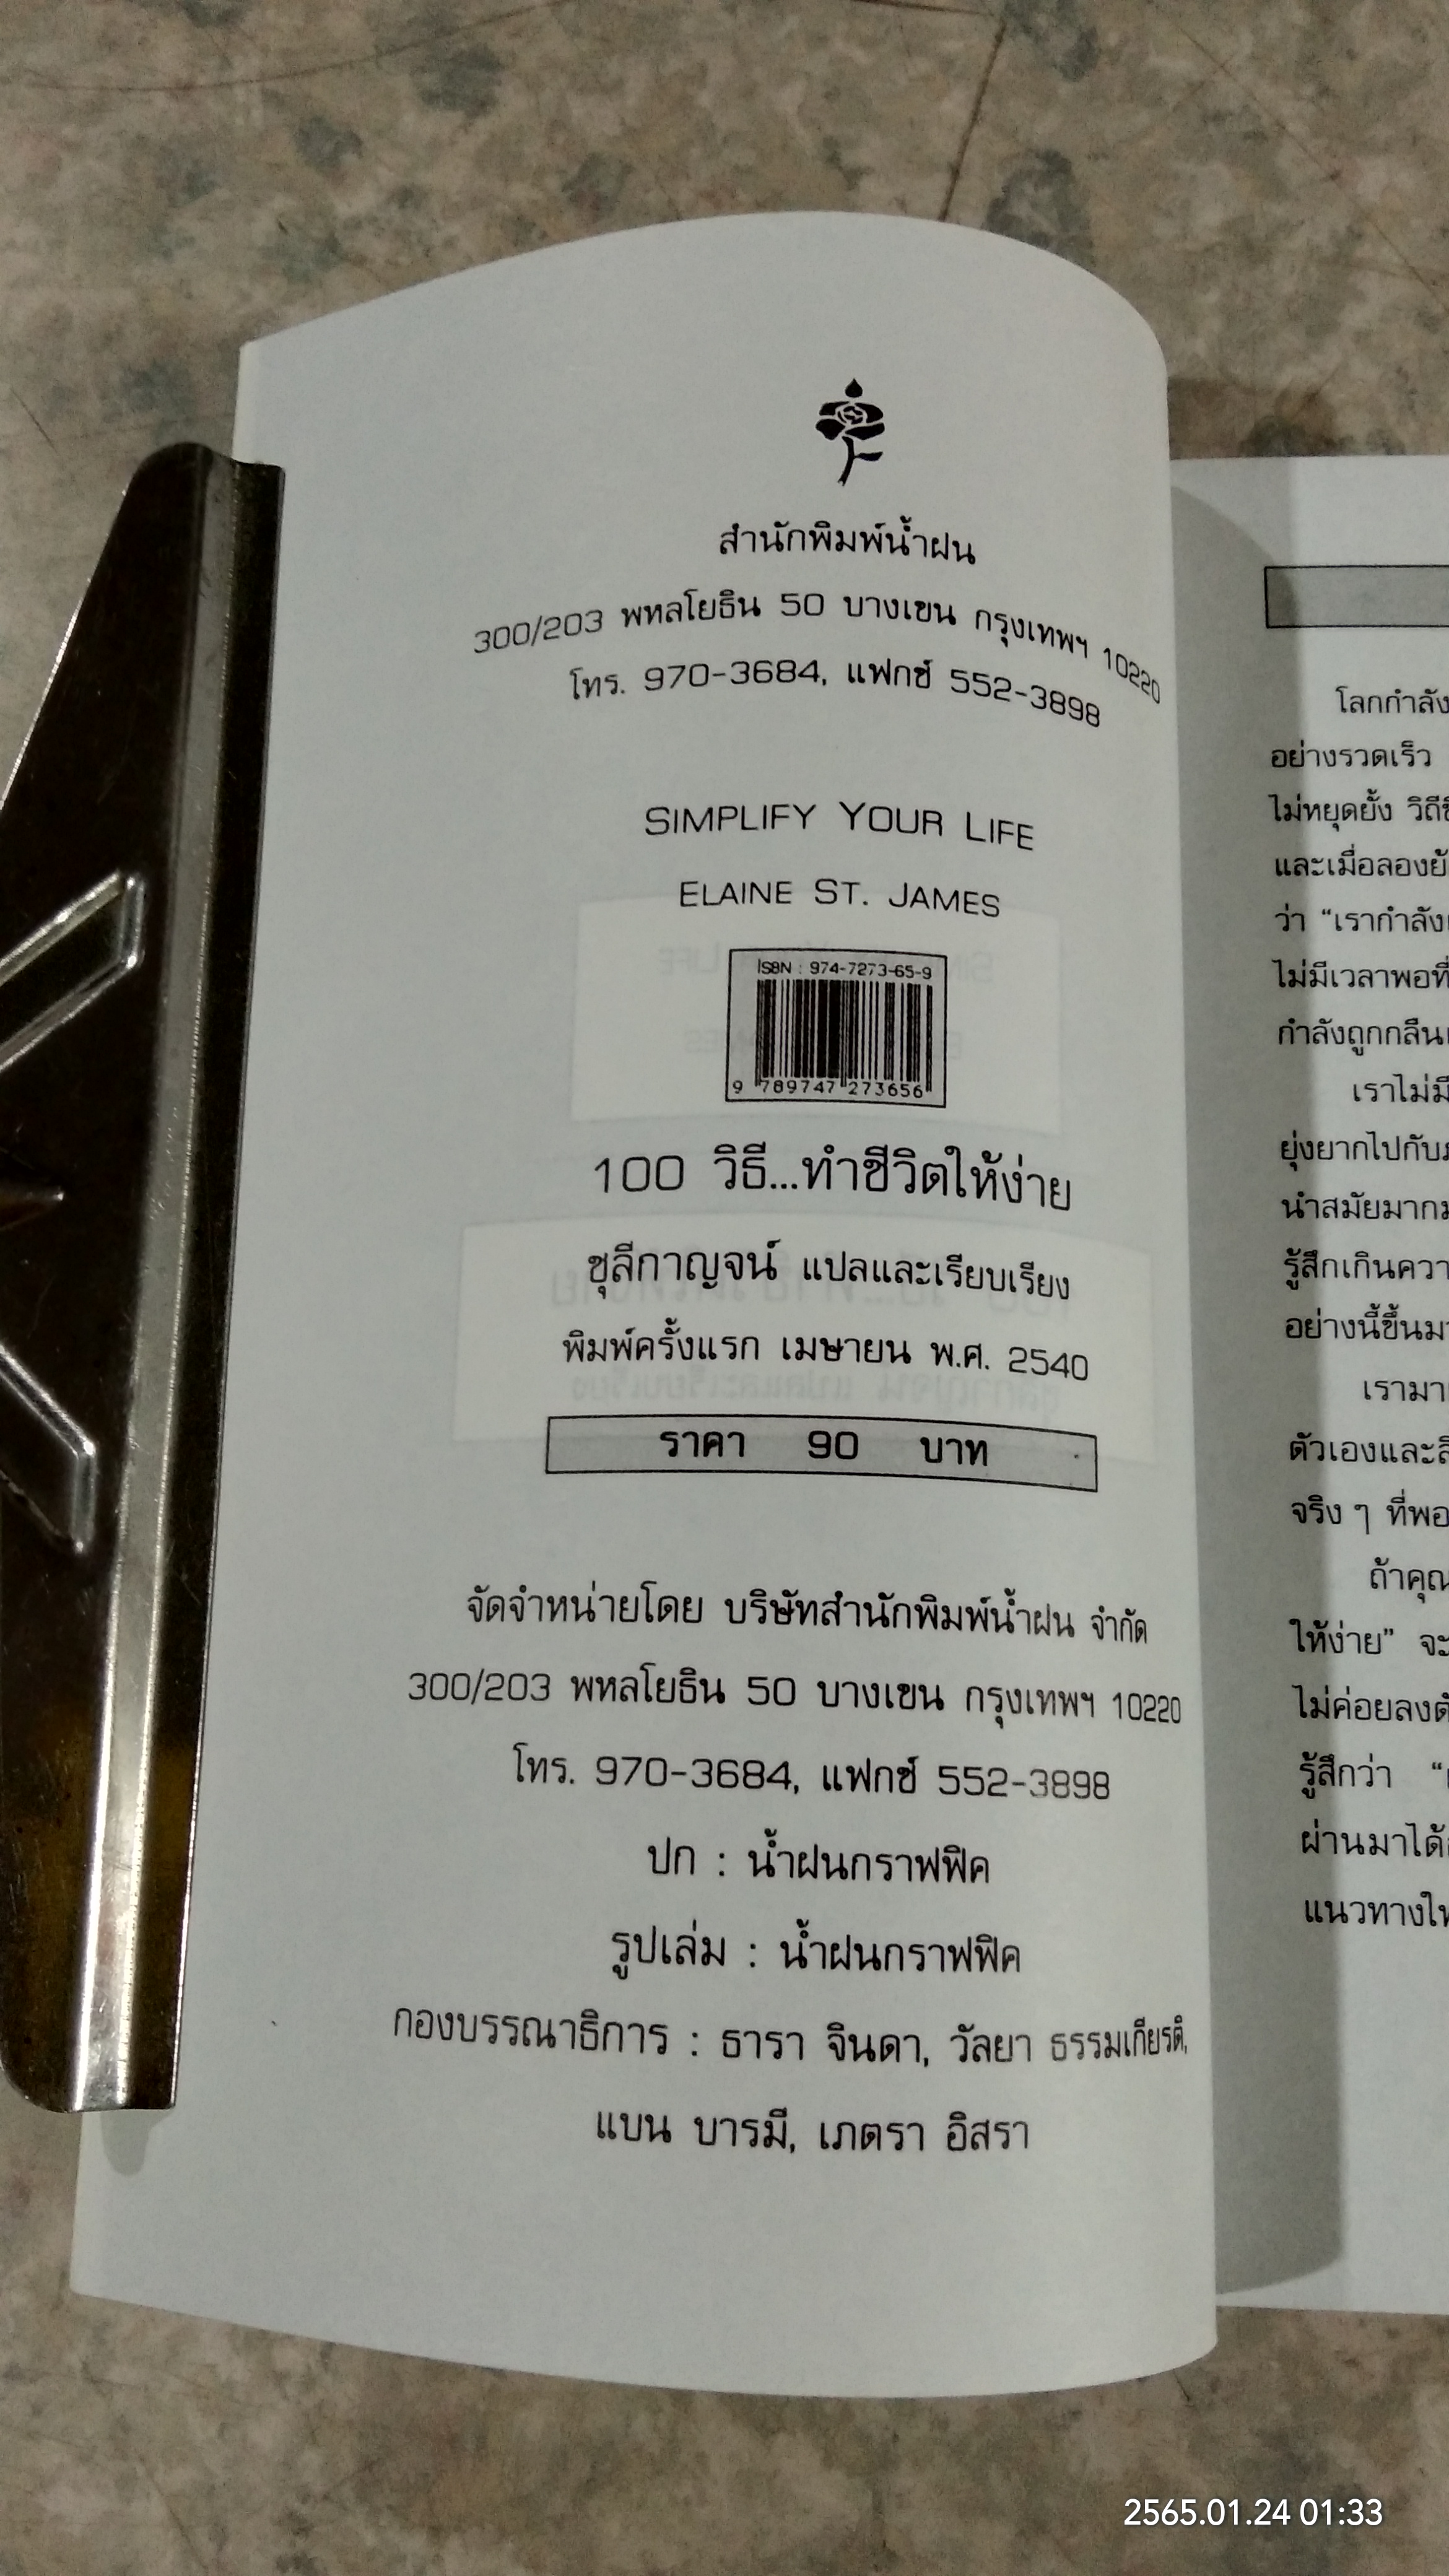 สำนักพิมพ์น้ำฝน
300/203 พหลโยธิน 50 บางเขน กรุงเทพฯ 10220
โทร. 970-3684, แฟกซ์ 552-3898
SIMPLIFY YOUR LIFE
ELAINE ST. JAMES
ISBN : 974-7273-65-9
9 789747 273656
100 วิธี...ทำชีวิตให้ง่าย
ชุลีกาญจน์ แปลและเรียบเรียง
พิมพ์ครั้งแรก เมษายน พ.ศ. 2540
ราคา 90 บาท
จัดจำหน่ายโดย บริษัทสำนักพิมพ์น้ำฝน จำกัด
300/203 พหลโยธิน 50 บางเขน กรุงเทพฯ 10220
โทร. 970-3684, แฟกซ์ 552-3898
ปก : น้ำฝนกราฟฟิค
รูปเล่ม : น้ำฝนกราฟฟิค
กองบรรณาธิการ : ธารา จินดา, วัลยา ธรรมเกียรติ,
แบน บารมี, เภตรา อิสรา
โลกกำลัง
อย่างรวดเร็ว
ไม่หยุดยั้ง
และเมื่อลอง
ว่า “เรากำลัง
ไม่มีเวลาพอที่
กำลังถูกกลืน
เราไม่มี
ยุ่งยากไปกับ
นำสมัยมาก
รู้สึกเกิน
อย่างนี้ขึ้นมา
เรามา
ตัวเองและ
จริง ๆ ที่พอ
ถ้าคุณ
ให้ง่าย” จะ
ไม่ค่อยลง
รู้สึกว่า “
ผ่านมาได้
แนวทาง
2565.01.24 01:33